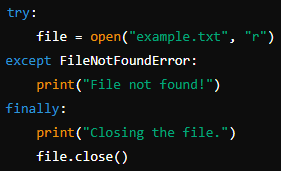 try:
    file = open("example.txt", "r")
except FileNotFoundError:
    print("File not found!")
finally:
    print("Closing the file.")
    file.close()